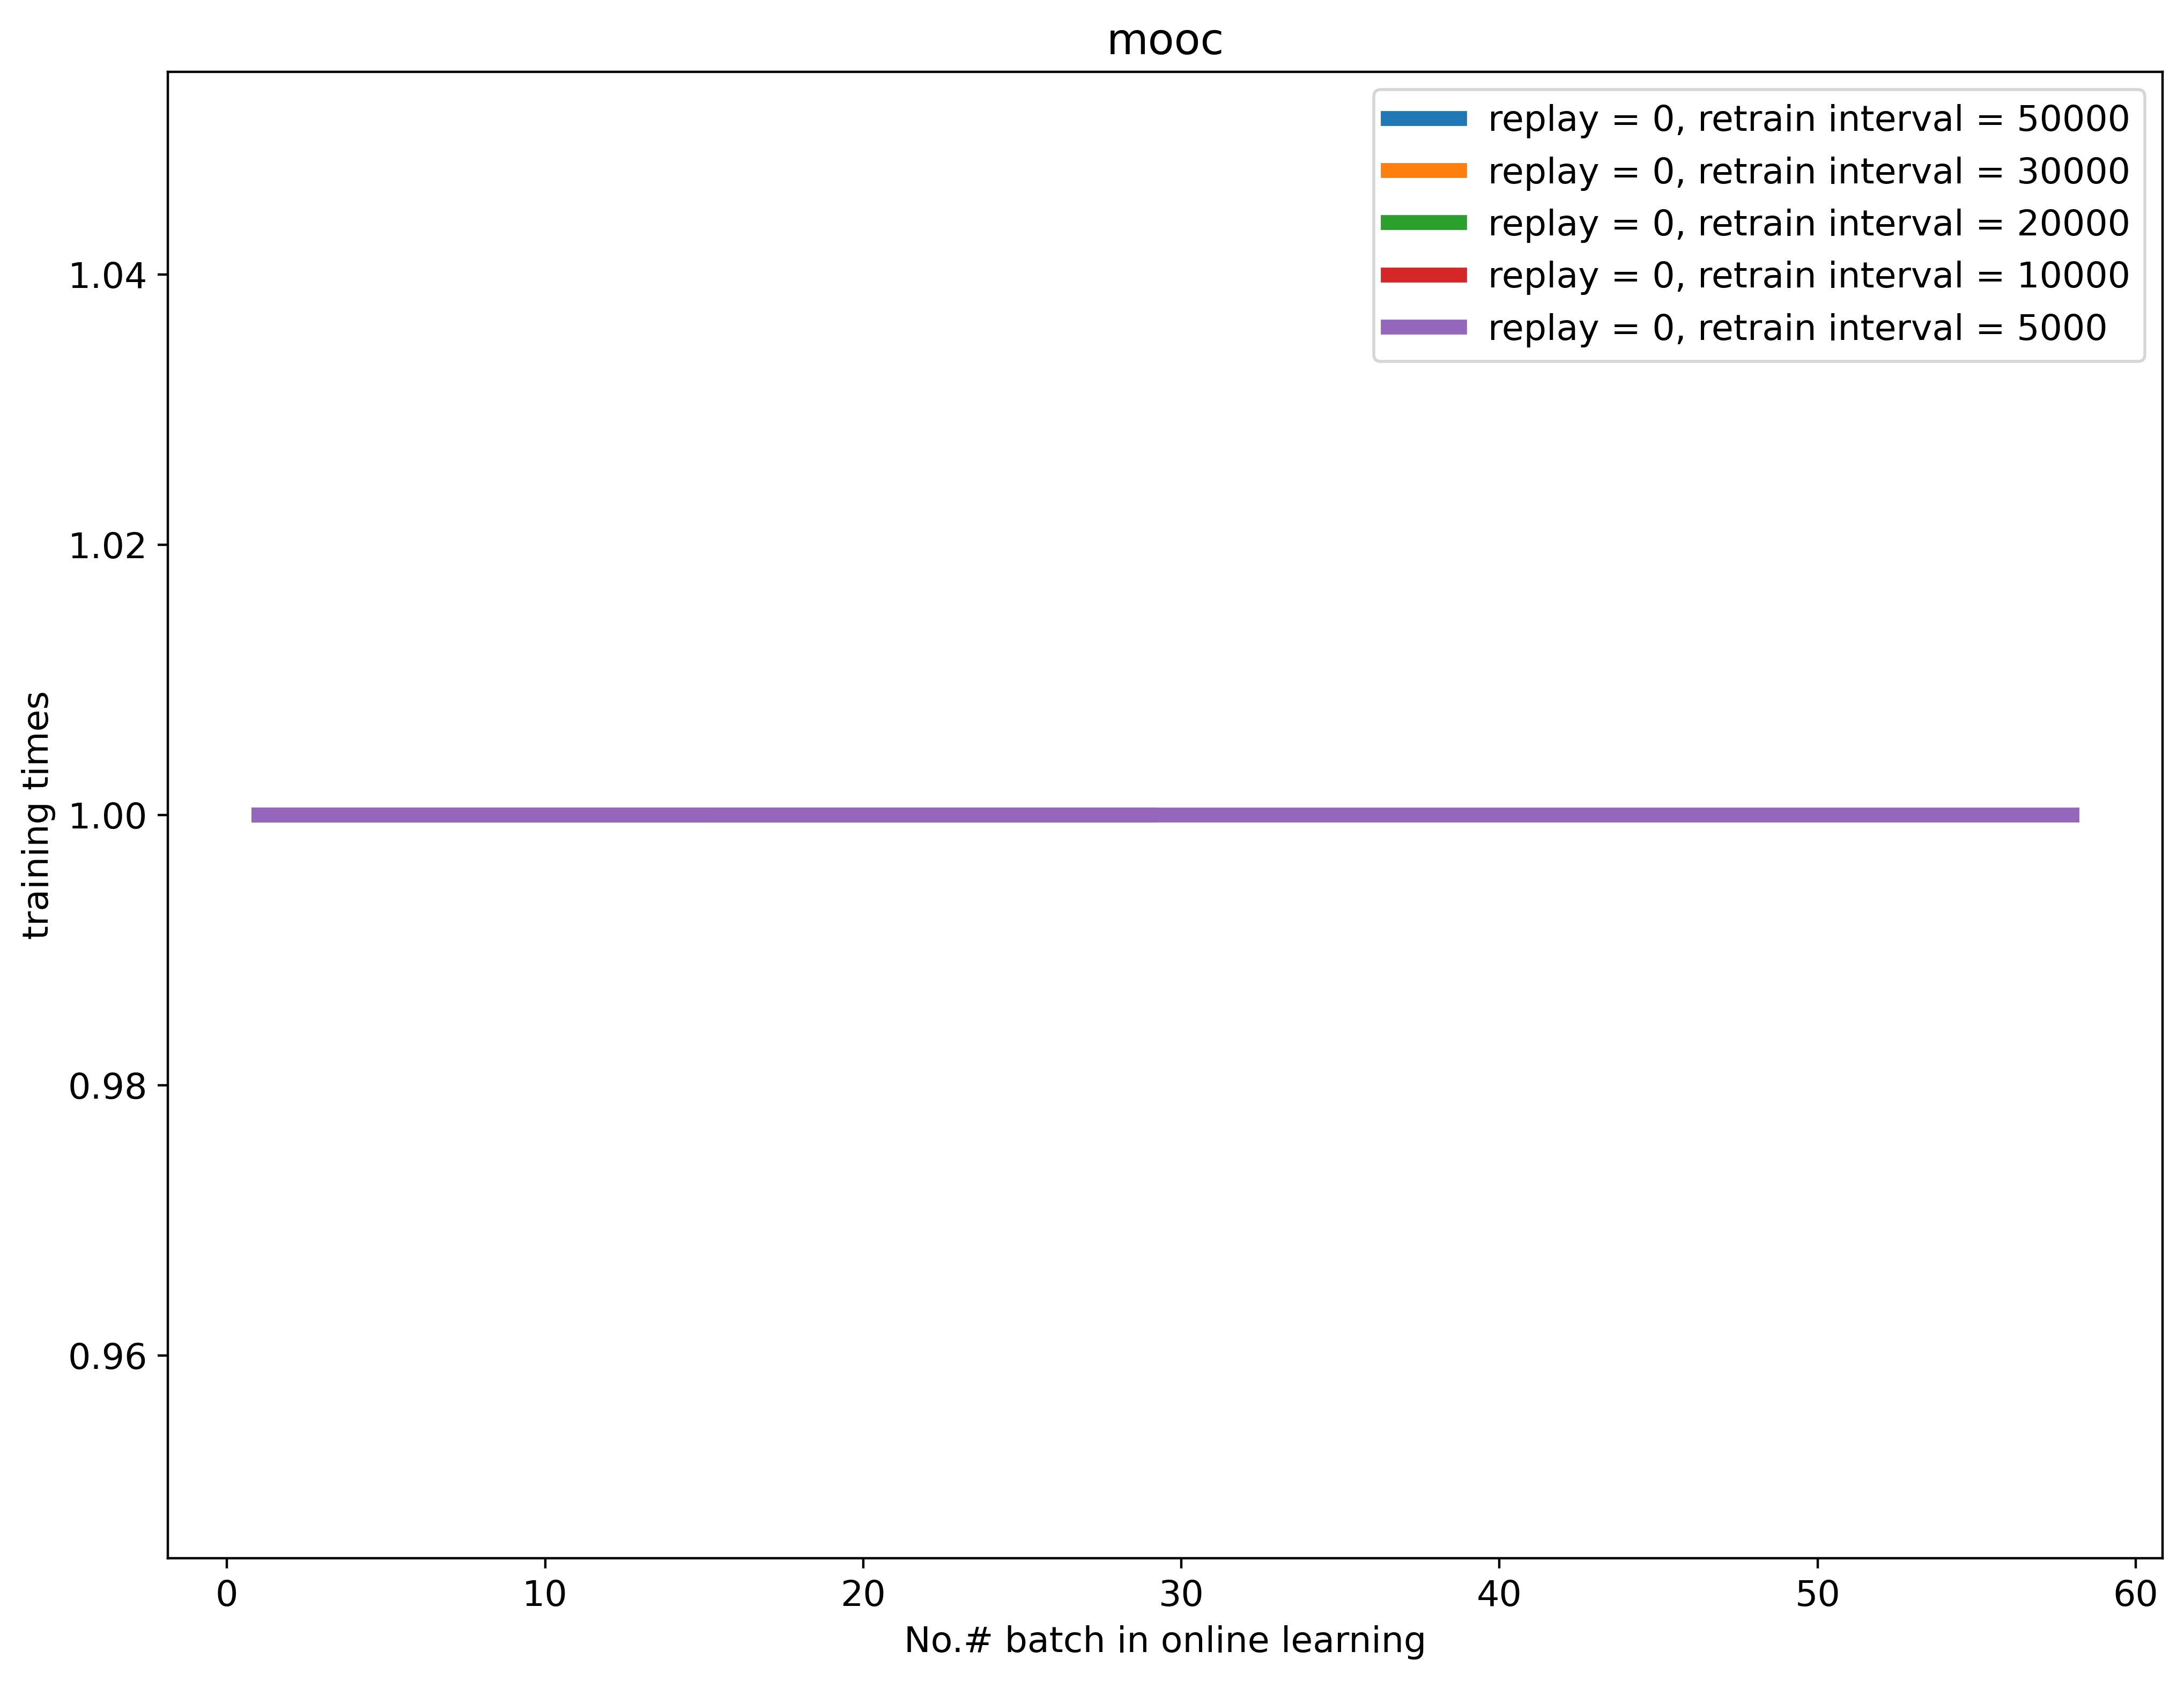 mooc
replay = 0, retrain interval = 50000
replay = 0, retrain interval = 30000
replay = 0, retrain interval = 20000
replay = 0, retrain interval = 10000
replay = 0, retrain interval = 5000
1.04
1.02
1.00
0.98
0.96
training times
0 10 20 30 40 50 60
No.# batch in online learning